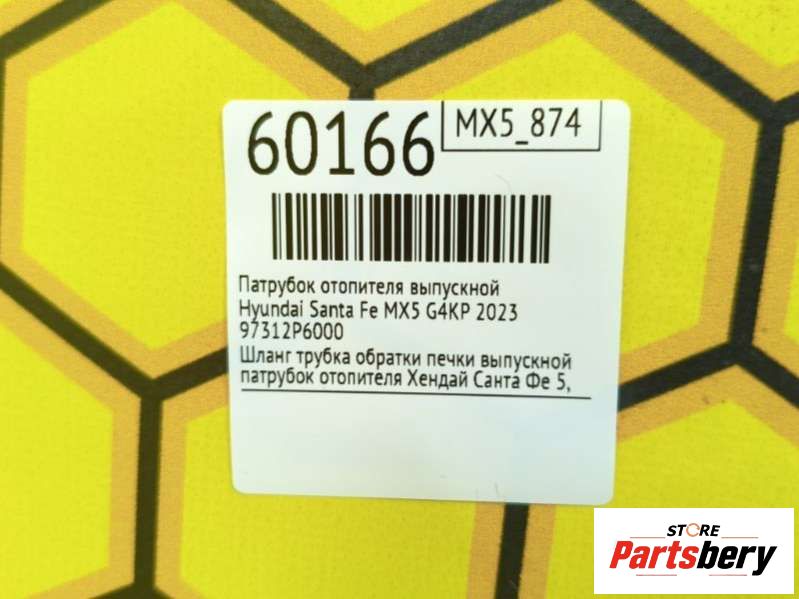 60166
MX5_874
Патрубок отопителя выпускной
Hyundai Santa Fe MX5 G4KP 2023
97312P6000
Шланг трубка обратки печки выпускной
патрубок отопителя Хендай Санта Фе 5,
STORE
Partsbery